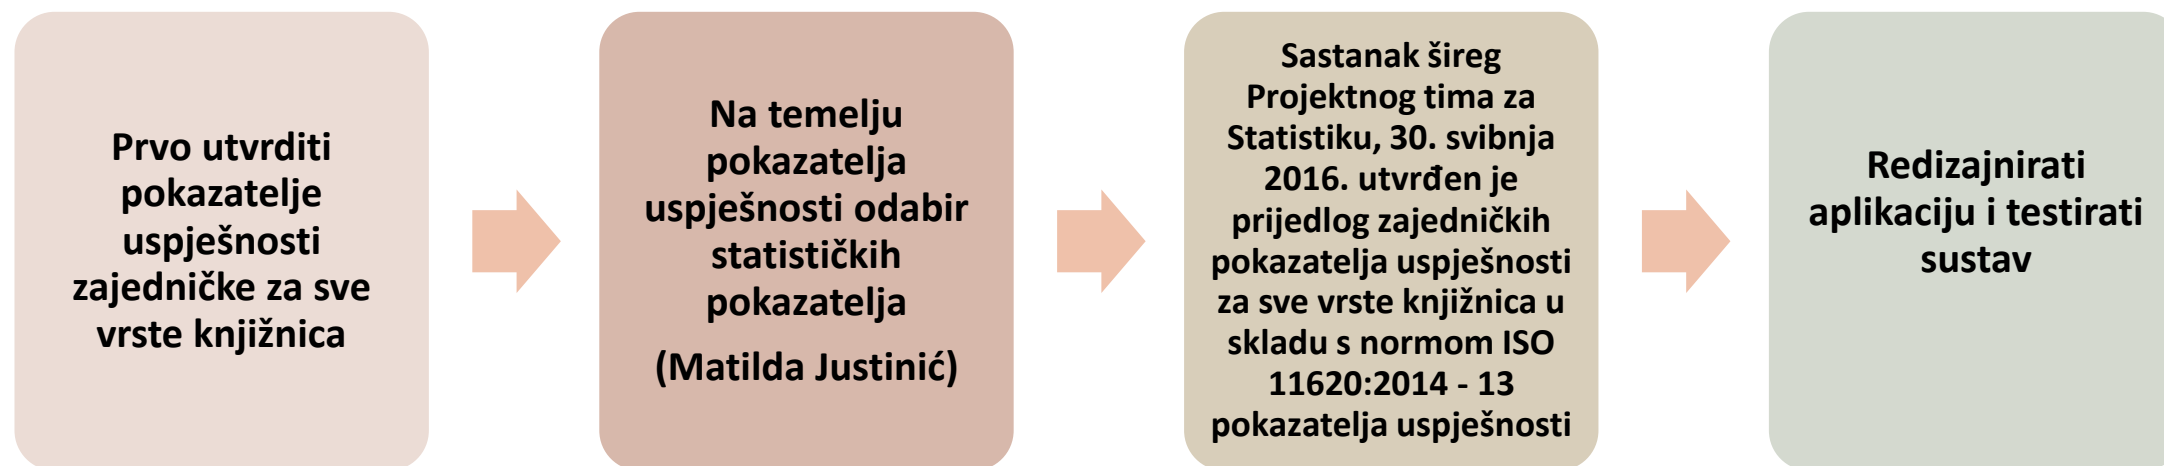 Prvo utvrditi
pokazatelje
uspješnosti
zajedničke za sve
vrste knjižnica
Na temelju
pokazatelja
uspješnosti odabir
statističkih
pokazatelja
(Matilda Justinić)
Sastanak šireg
Projektnog tima za
Statistiku, 30. svibnja
2016. utvrđen je
prijedlog zajedničkih
pokazatelja uspješnosti
za sve vrste knjižnica u
skladu s normom ISO
11620:2014 - 13
pokazatelja uspješnosti
Redizajnirati
aplikaciju i testirati
sustav